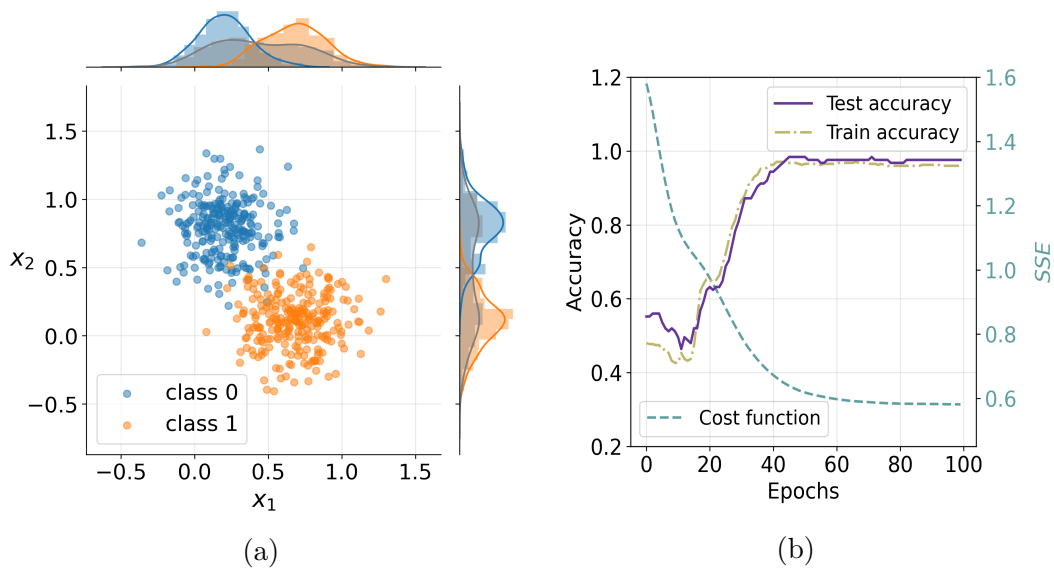 x2
1.5
1.0
0.5
0.0
−0.5
class 0
class 1
−0.5 0.0 0.5 1.0 1.5
x1
(a)
Accuracy
1.2
1.0
0.8
0.6
0.4
0.2
Test accuracy
Train accuracy
Cost function
0 20 40 60 80 100
Epochs
1.6
1.4
1.2
1.0
0.8
0.6
SSE
(b)